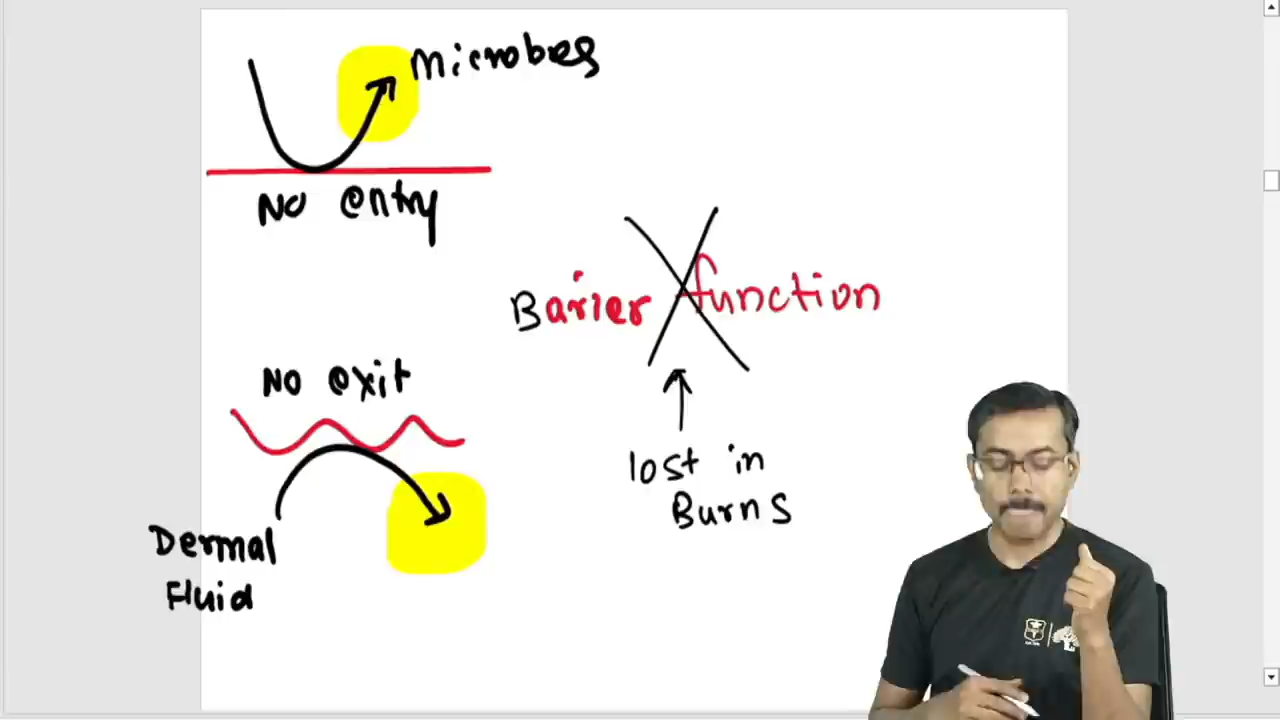 Microbes
No entry
Barier function
No exit
lost in
Burns
Dermal
Fluid